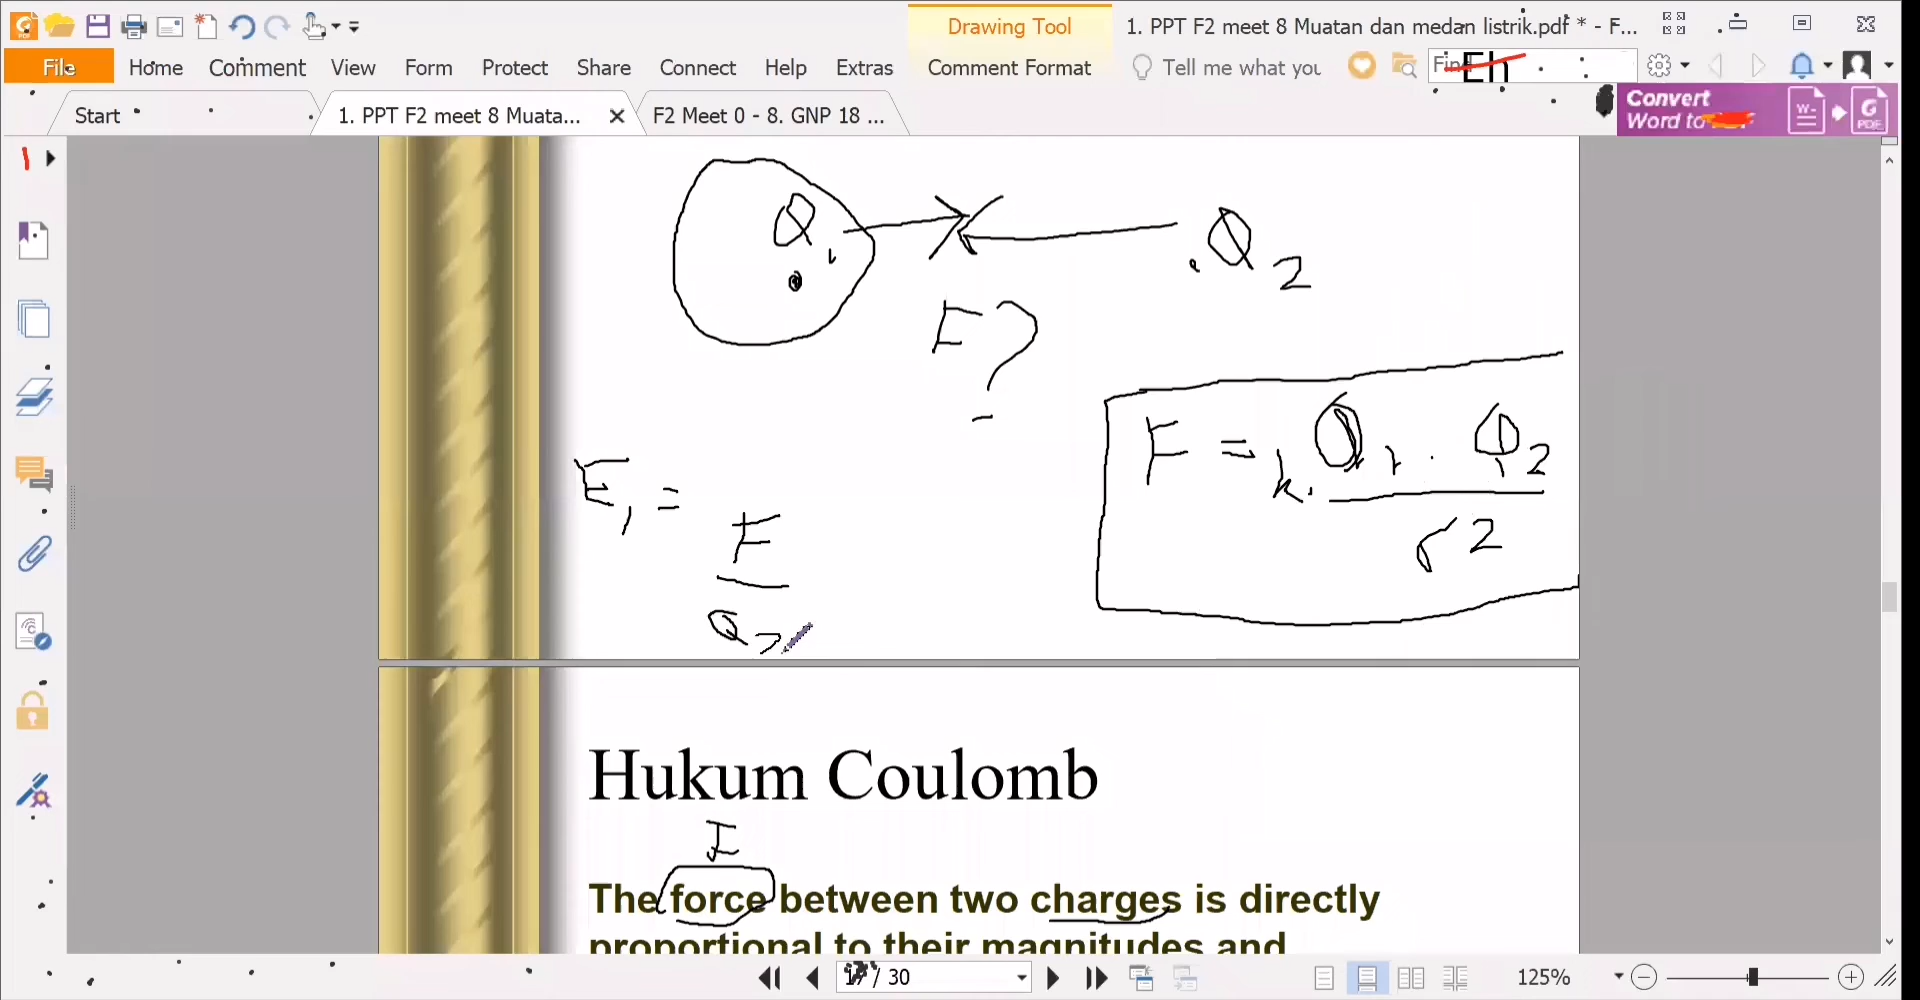 Drawing Tool
1. PPT F2 meet 8 Muatan dan medan listrik.pdf * - F...
File Home Comment View Form Protect Share Connect Help Extras Comment Format Tell me what you Find Eh
Start 1. PPT F2 meet 8 Muata... F2 Meet 0 - 8. GNP 18 ...
Convert
Word to
Q1 Q2
F?
F = k. Q1 . Q2
r2
E1 =
F
Q2
Hukum Coulomb
F
The force between two charges is directly
proportional to their magnitudes and
17 / 30
125%